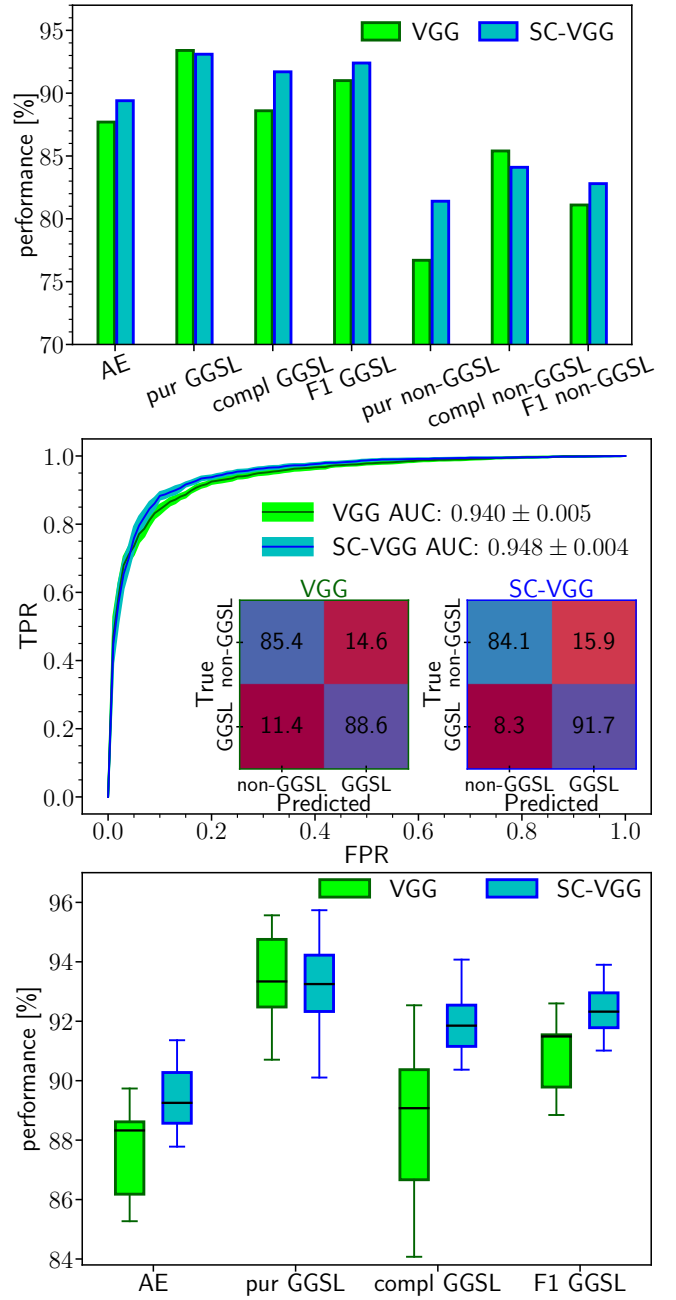 VGG SC-VGG
performance [%]
95
90
85
80
75
70
AE
pur GGSL
compl GGSL
F1 GGSL
pur non-GGSL
compl non-GGSL
F1 non-GGSL
TPR
1.0
0.8
0.6
0.4
0.2
0.0
VGG AUC: 0.940 ± 0.005
SC-VGG AUC: 0.948 ± 0.004
VGG
True
non-GGSL
GGSL
85.4 14.6
11.4 88.6
non-GGSL GGSL
Predicted
SC-VGG
True
non-GGSL
GGSL
84.1 15.9
8.3 91.7
non-GGSL GGSL
Predicted
0.0 0.2 0.4 0.6 0.8 1.0
FPR
VGG SC-VGG
performance [%]
96
94
92
90
88
86
84
AE pur GGSL compl GGSL F1 GGSL